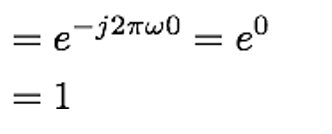 = e^{-j2πω0} = e^0
= 1